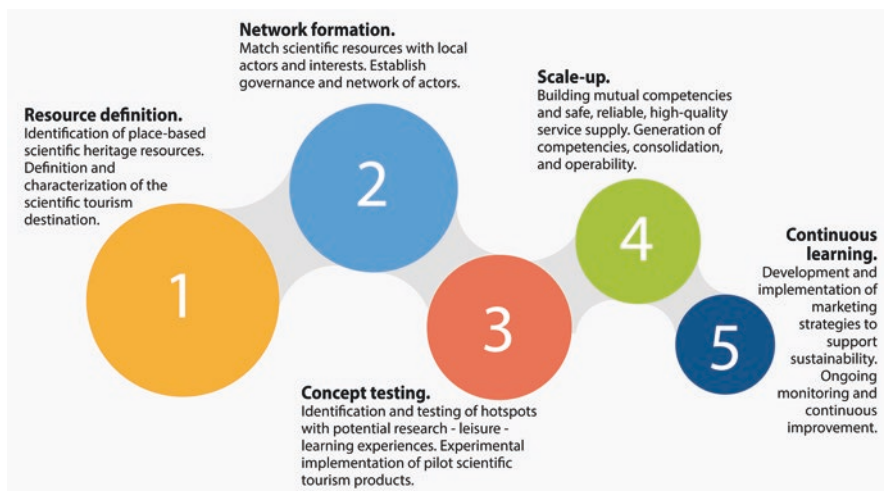 1
Resource definition.
Identification of place-based
scientific heritage resources.
Definition and
characterization of the
scientific tourism
destination.
2
Network formation.
Match scientific resources with local
actors and interests. Establish
governance and network of actors.
3
Concept testing.
Identification and testing of hotspots
with potential research - leisure -
learning experiences. Experimental
implementation of pilot scientific
tourism products.
4
Scale-up.
Building mutual competencies
and safe, reliable, high-quality
service supply. Generation of
competencies, consolidation,
and operability.
5
Continuous
learning.
Development and
implementation of
marketing
strategies to
support
sustainability.
Ongoing
monitoring and
continuous
improvement.